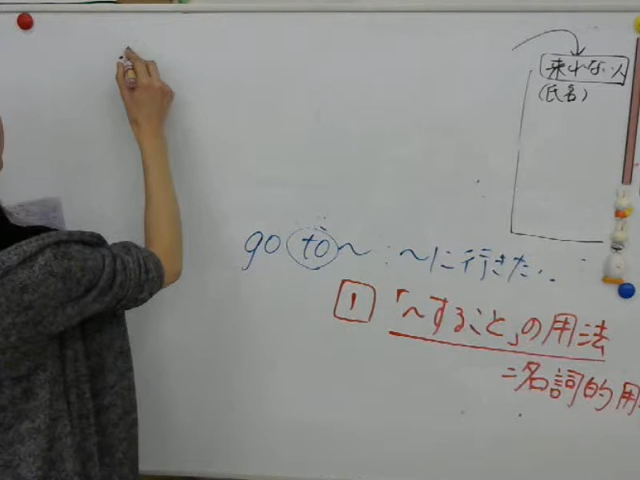 来れない人
(氏名)
go to 〜 : 〜に行きたい.
1 「〜すること」の用法
=名詞的用